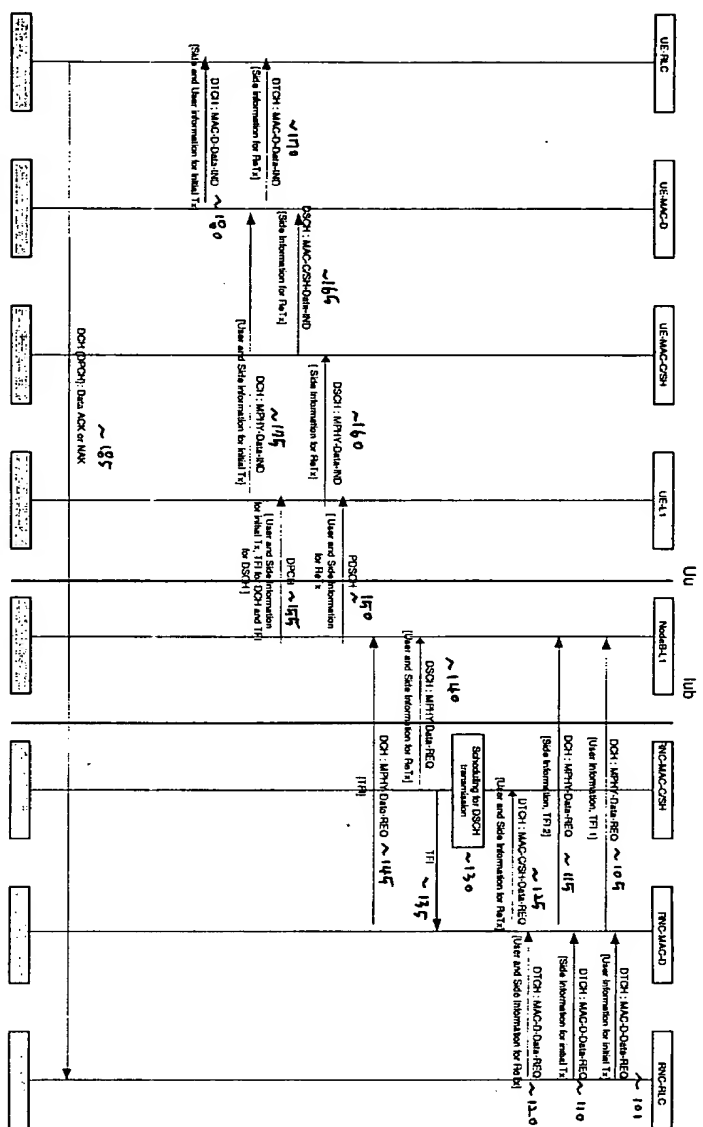 UE-RLC
UE-MAC-D
UE-MAC-C/SH
UE-L1
Uu
NodeB-L1
Iub
RNC-MAC-C/SH
RNC-MAC-D
RNC-RLC
DTCH : MAC-D-Data-REQ ~ 101
[User Information for Initial Tx]
DCH : MPHY-Data-REQ ~ 105
[User Information, TFI 1]
DTCH : MAC-D-Data-REQ ~ 110
[Side Information for Initial Tx]
DCH : MPHY-Data-REQ ~ 115
[Side Information, TFI 2]
DTCH : MAC-D-Data-REQ ~ 120
[User and Side Information for ReTx]
DTCH : MAC-C/SH-Data-REQ ~ 125
[User and Side Information for ReTx]
Scheduling for DSCH
transmission
~ 130
TFI ~ 135
DSCH : MPHY-Data-REQ ~ 140
[User and Side Information for ReTx]
DCH : MPHY-Data-REQ ~ 145
[TFI]
PDSCH ~ 150
[User and Side Information
for ReTx]
DPCH ~ 155
[User and Side Information
for Initial Tx, TFI for DCH and TFI
for DSCH]
~ 160
DSCH : MPHY-Data-IND
[Side Information for ReTx]
~ 165
DSCH : MAC-C/SH-Data-IND
[Side Information for ReTx]
~ 170
DTCH : MAC-D-Data-IND
[Side Information for ReTx]
~ 175
DCH : MPHY-Data-IND
[User and Side Information for Initial Tx]
DTCH : MAC-D-Data-IND ~ 180
[Side and User Information for Initial Tx]
DCH (DPCH): Data ACK or NAK ~ 185